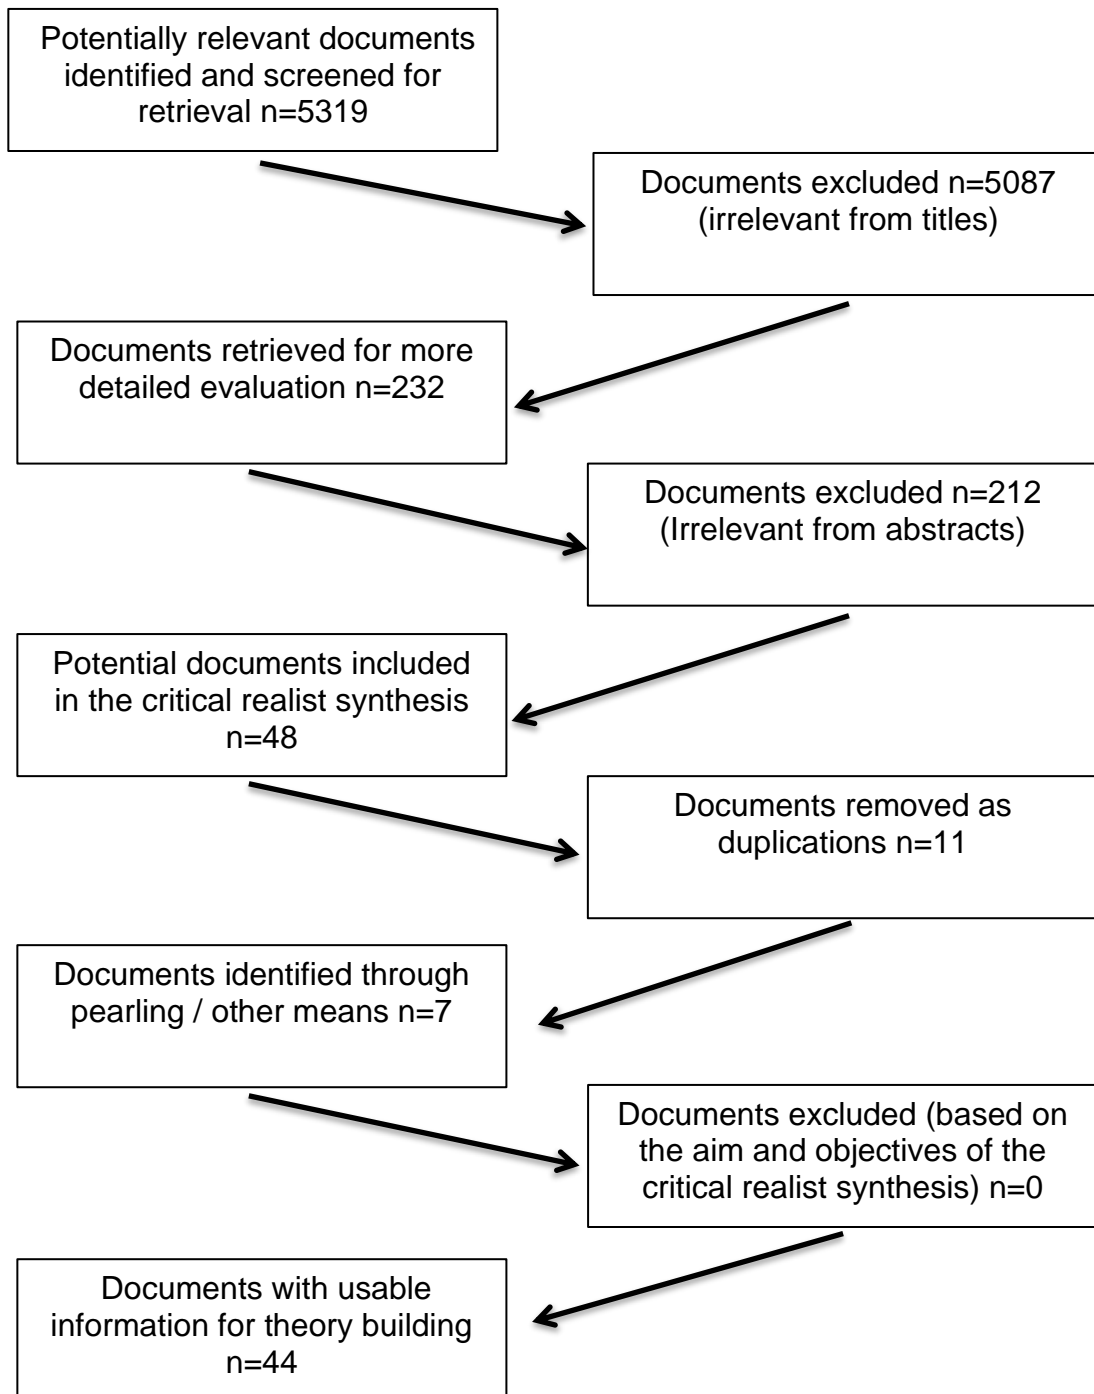 Potentially relevant documents
identified and screened for
retrieval n=5319
Documents excluded n=5087
(irrelevant from titles)
Documents retrieved for more
detailed evaluation n=232
Documents excluded n=212
(Irrelevant from abstracts)
Potential documents included
in the critical realist synthesis
n=48
Documents removed as
duplications n=11
Documents identified through
pearling / other means n=7
Documents excluded (based on
the aim and objectives of the
critical realist synthesis) n=0
Documents with usable
information for theory building
n=44